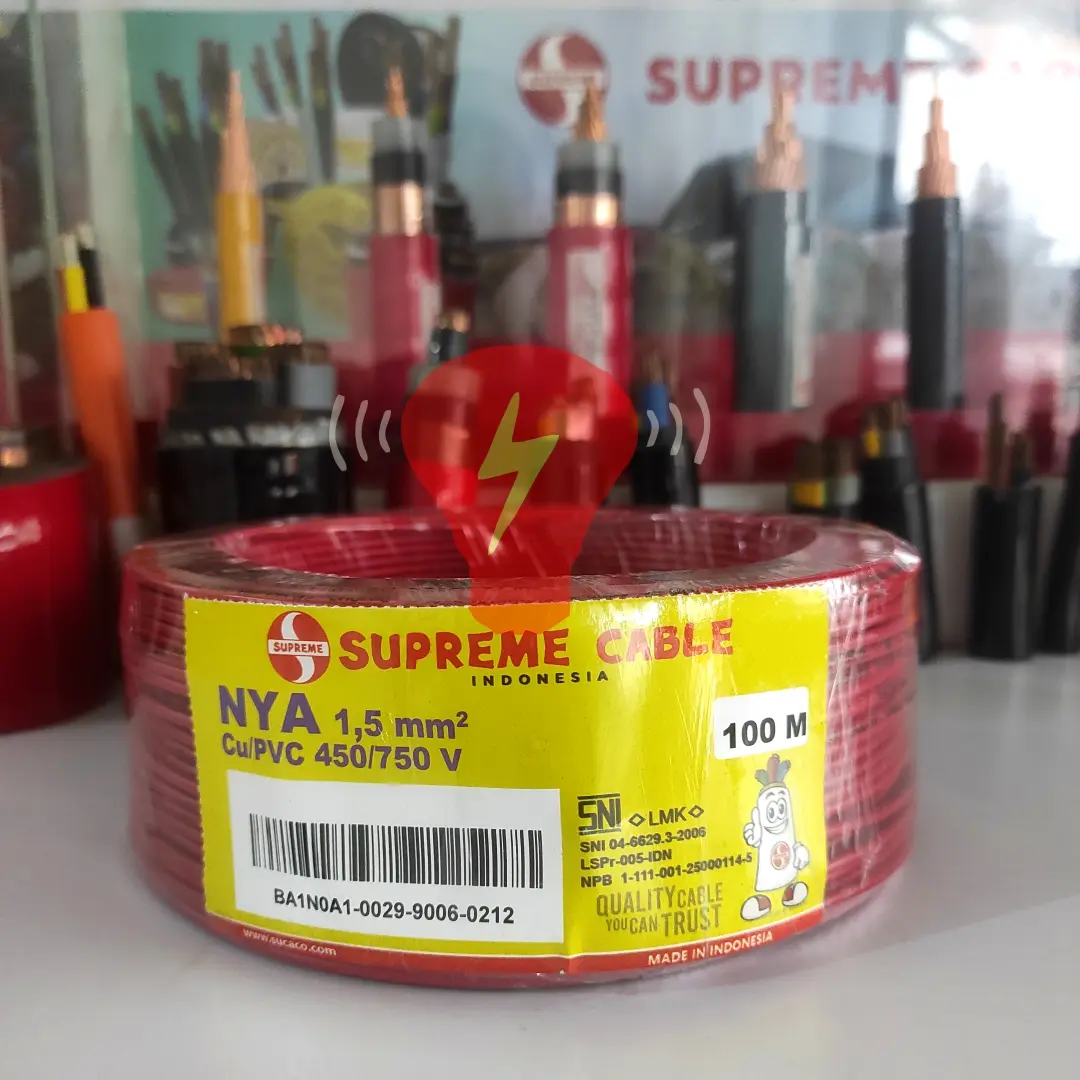 SUPREME
SUPREME
SUPREME CABLE
INDONESIA
NYA 1,5 mm²
Cu/PVC 450/750 V
100 M
BA1N0A1-0029-9006-0212
SNI ◇LMK◇
SNI 04-6629.3-2006
LSPr-005-IDN
NPB 1-111-001-25000114-5
QUALITY CABLE
YOU CAN TRUST
www.sucaco.com
MADE IN INDONESIA